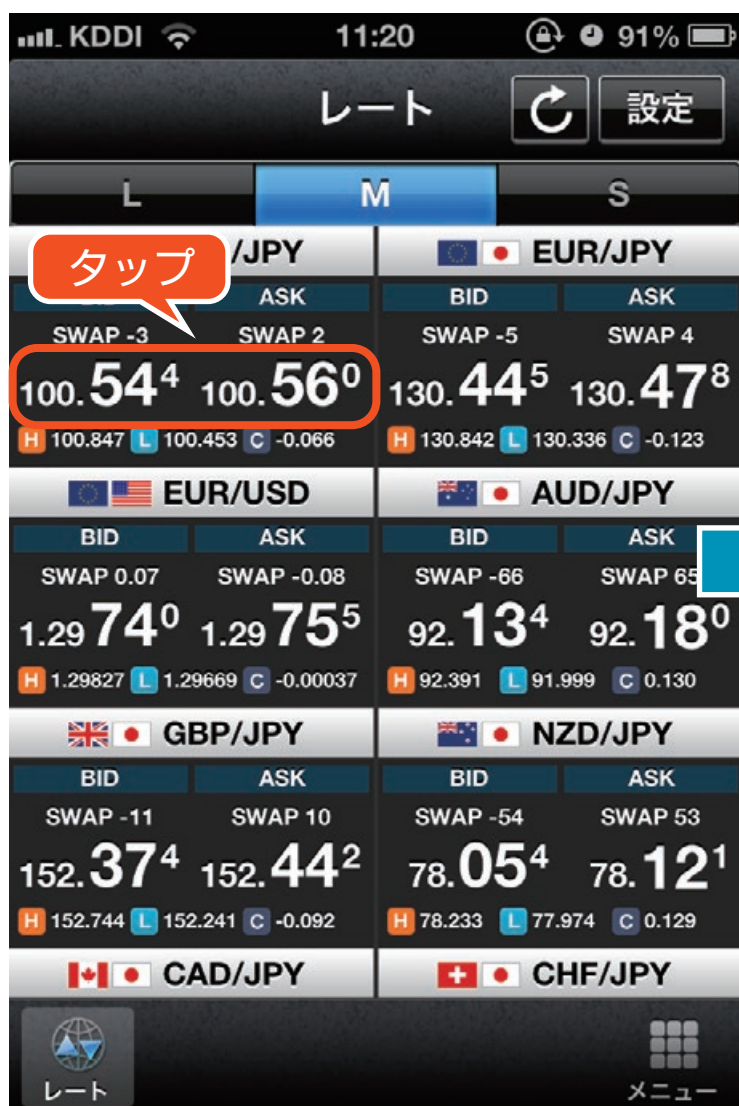 KDDI 11:20 91%
レート 設定
L M S
タップ /JPY EUR/JPY
ASK BID ASK
SWAP -3 SWAP 2 SWAP -5 SWAP 4
100.544 100.560 130.445 130.478
H 100.847 L 100.453 C -0.066 H 130.842 L 130.336 C -0.123
EUR/USD AUD/JPY
BID ASK BID ASK
SWAP 0.07 SWAP -0.08 SWAP -66 SWAP 65
1.29740 1.29755 92.134 92.180
H 1.29827 L 1.29669 C -0.00037 H 92.391 L 91.999 C 0.130
GBP/JPY NZD/JPY
BID ASK BID ASK
SWAP -11 SWAP 10 SWAP -54 SWAP 53
152.374 152.442 78.054 78.121
H 152.744 L 152.241 C -0.092 H 78.233 L 77.974 C 0.129
CAD/JPY CHF/JPY
レート メニュー